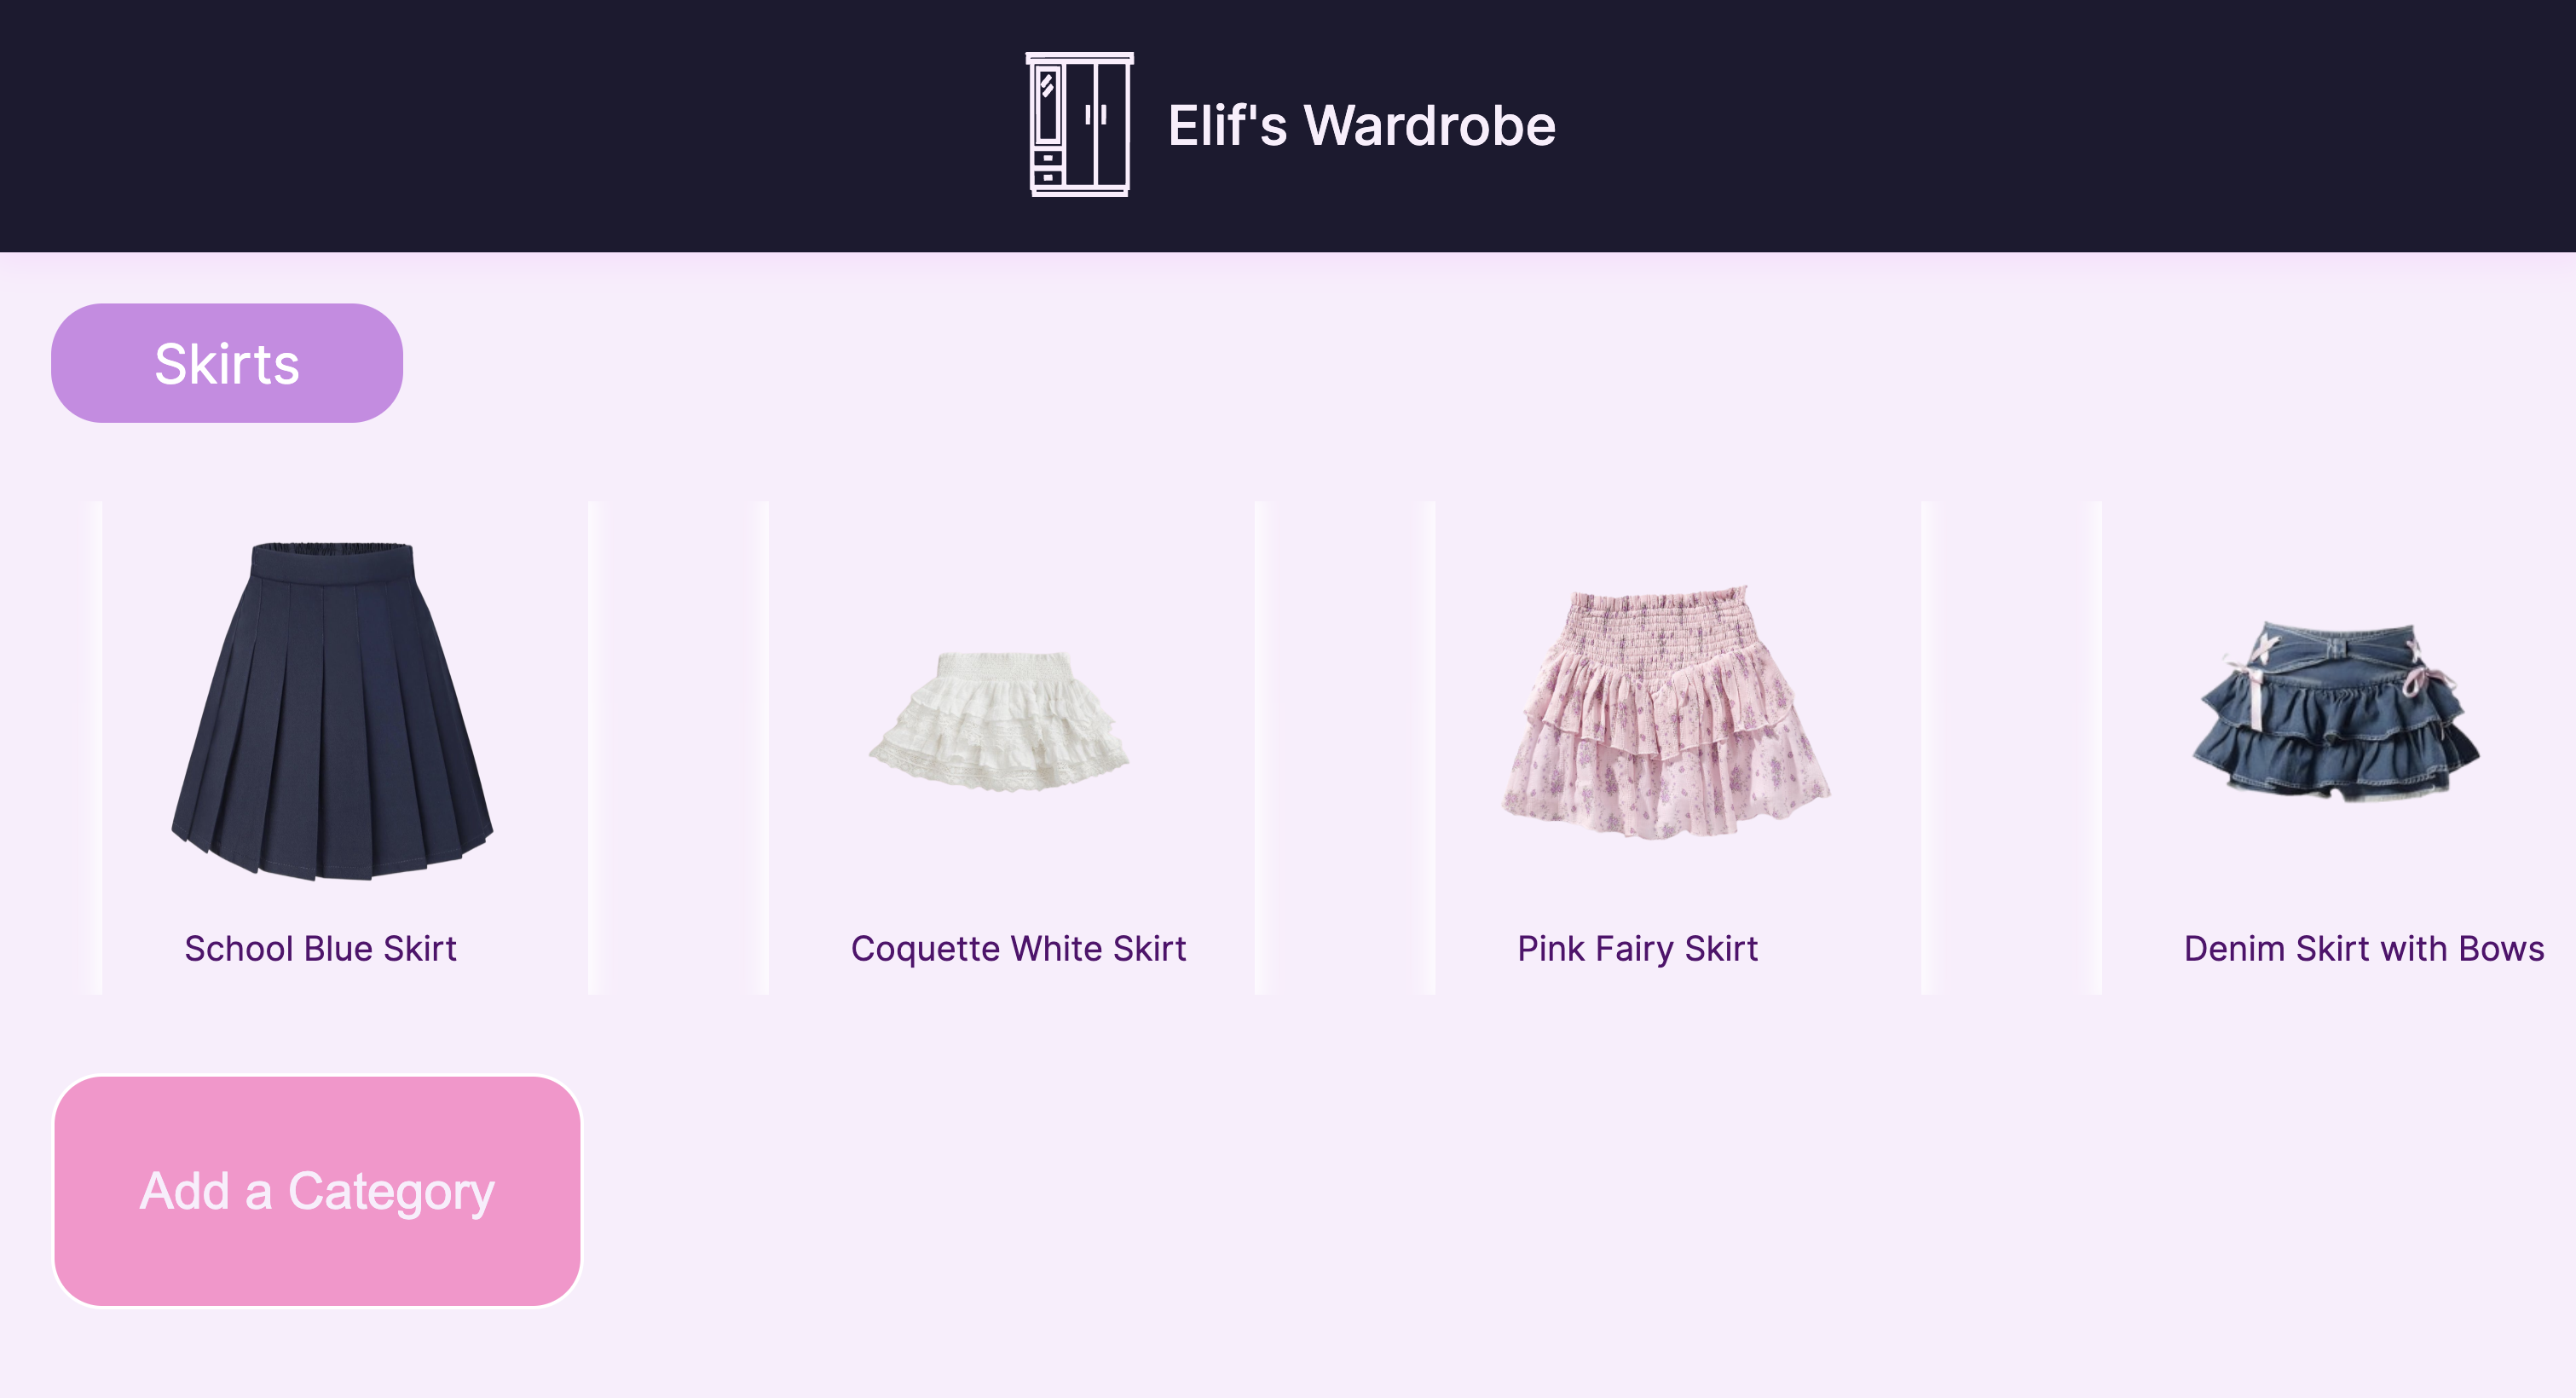 Elif's Wardrobe
Skirts
School Blue Skirt
Coquette White Skirt
Pink Fairy Skirt
Denim Skirt with Bows
Add a Category